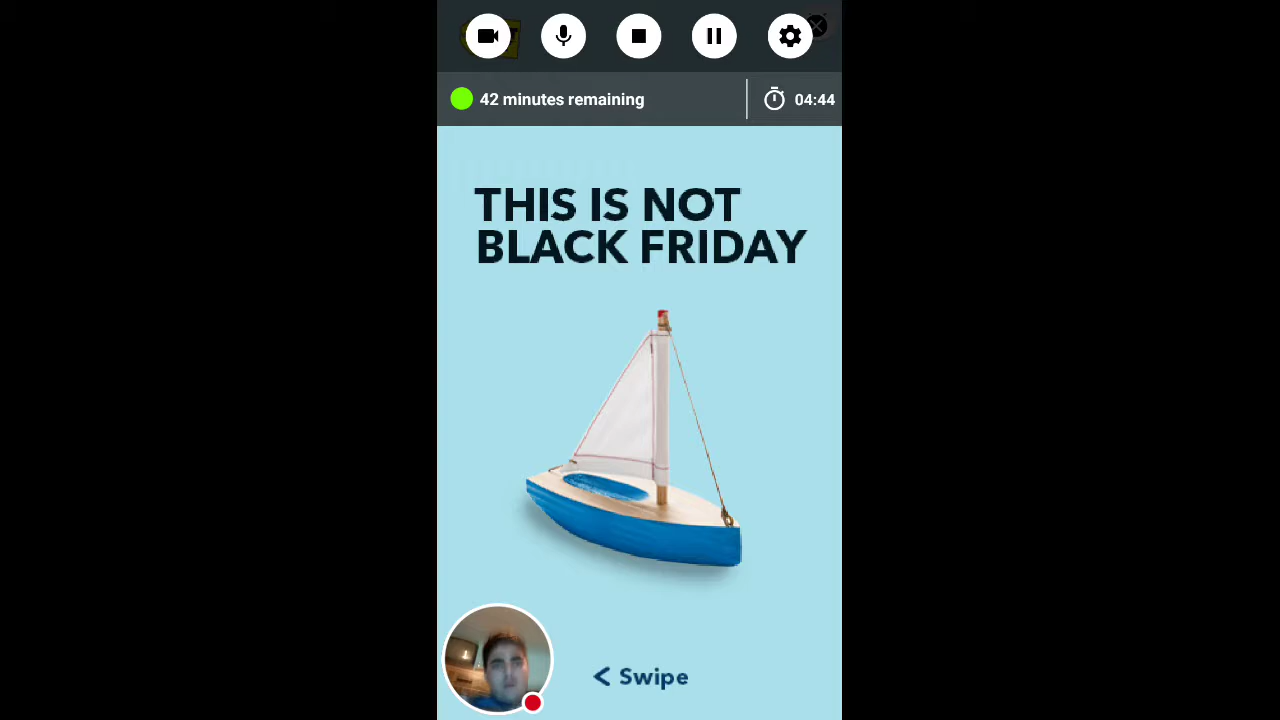 42 minutes remaining
04:44
THIS IS NOT
BLACK FRIDAY
< Swipe